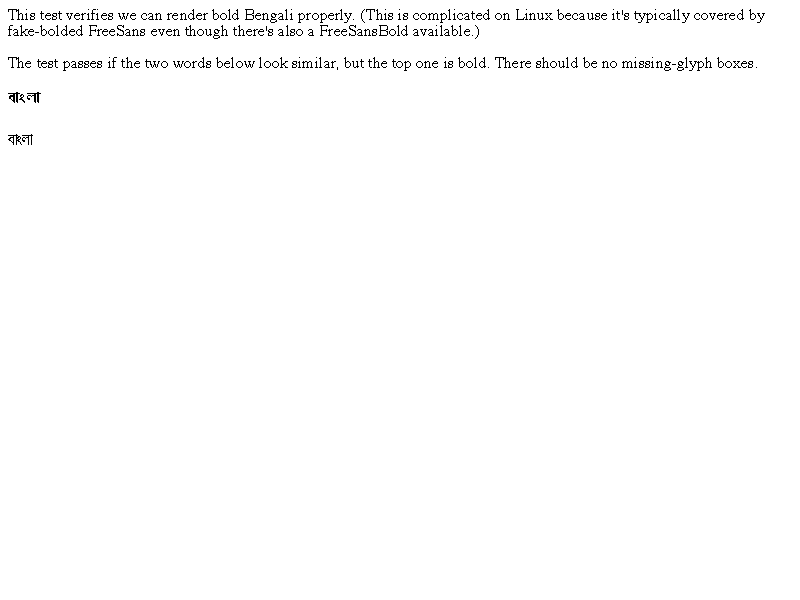 This test verifies we can render bold Bengali properly. (This is complicated on Linux because it's typically covered by
fake-bolded FreeSans even though there's also a FreeSansBold available.)
The test passes if the two words below look similar, but the top one is bold. There should be no missing-glyph boxes.
বাংলা
বাংলা